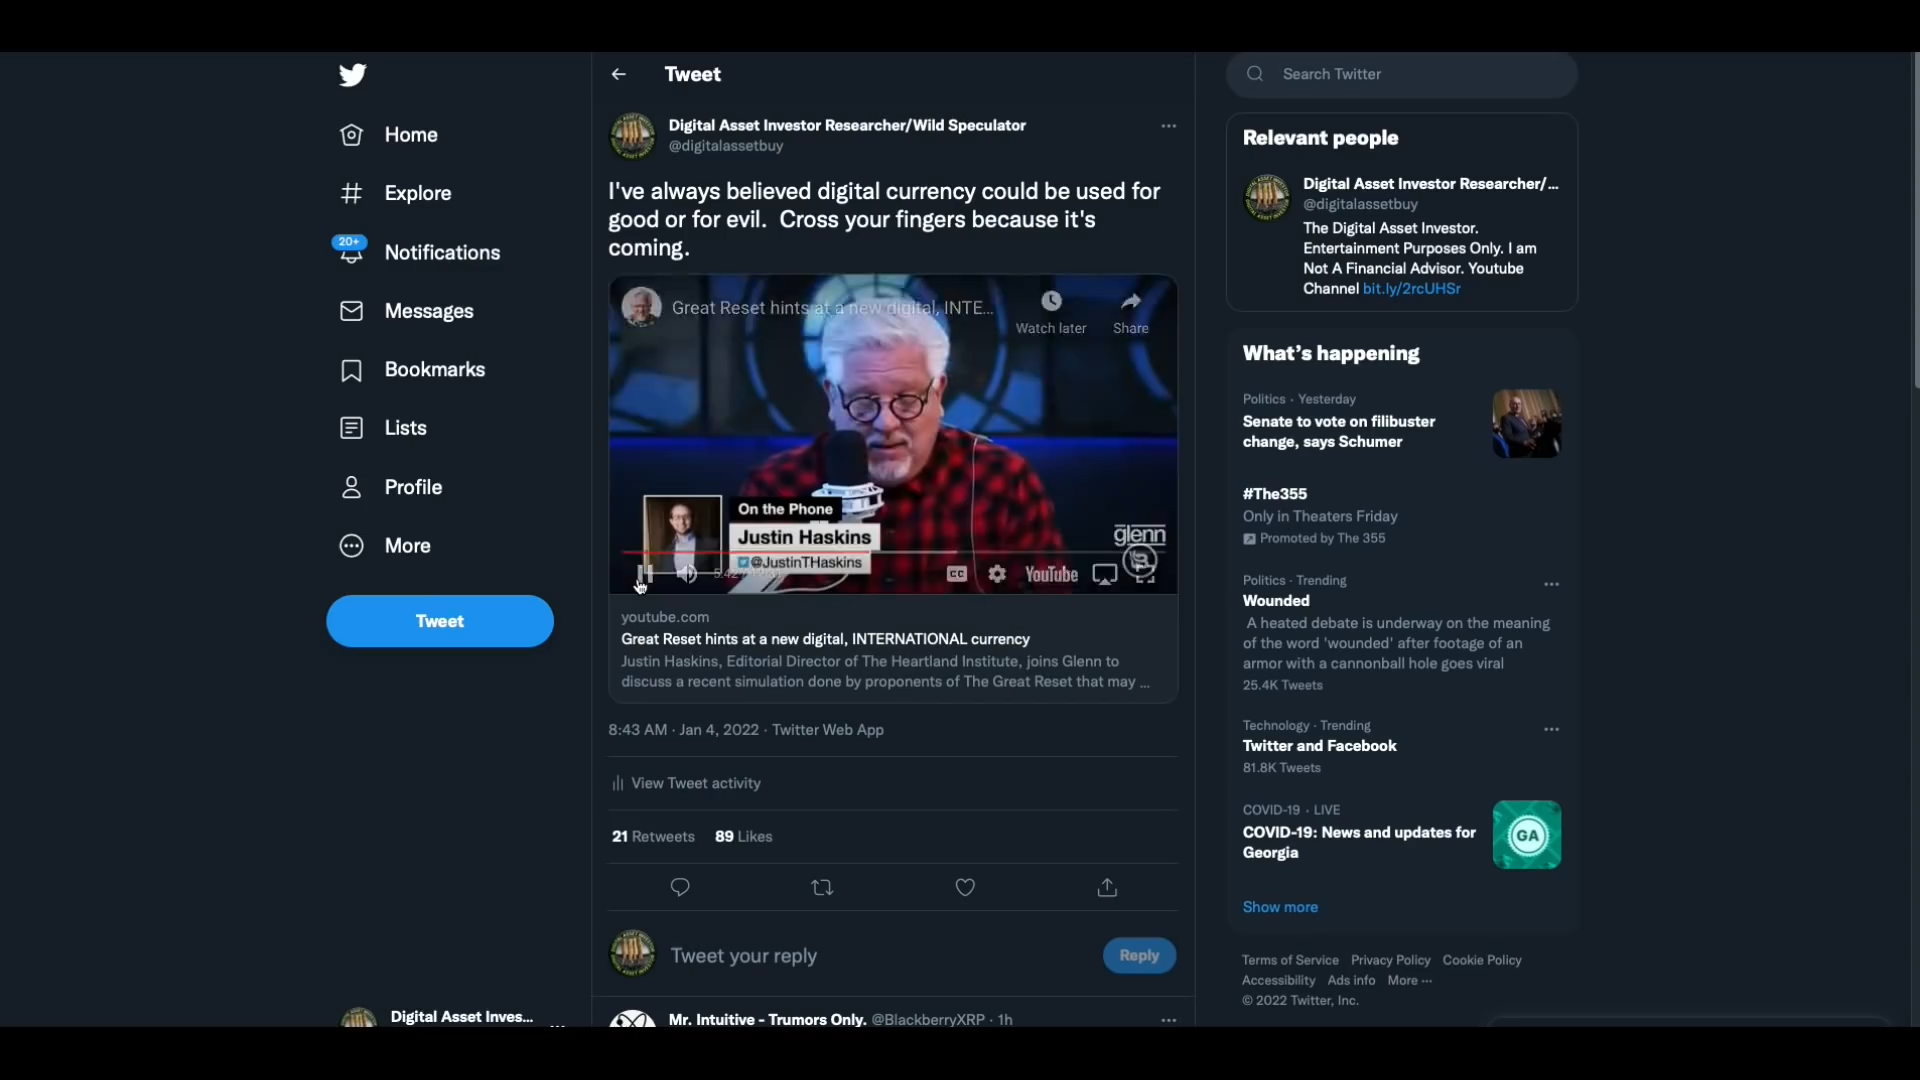 Home
Explore
20+
Notifications
Messages
Bookmarks
Lists
Profile
More
Tweet
Digital Asset Inves...
Tweet
Digital Asset Investor Researcher/Wild Speculator
@digitalassetbuy
I've always believed digital currency could be used for
good or for evil. Cross your fingers because it's
coming.
Great Reset hints at a new digital, INTE...
Watch later
Share
On the Phone
Justin Haskins
@JustinTHaskins
glenn
CC
YouTube
youtube.com
Great Reset hints at a new digital, INTERNATIONAL currency
Justin Haskins, Editorial Director of The Heartland Institute, joins Glenn to
discuss a recent simulation done by proponents of The Great Reset that may ...
8:43 AM · Jan 4, 2022 · Twitter Web App
View Tweet activity
21 Retweets 89 Likes
Tweet your reply
Reply
Mr. Intuitive - Trumors Only. @BlackberryXRP · 1h
Search Twitter
Relevant people
Digital Asset Investor Researcher/...
@digitalassetbuy
The Digital Asset Investor.
Entertainment Purposes Only. I am
Not A Financial Advisor. Youtube
Channel bit.ly/2rcUHSr
What's happening
Politics · Yesterday
Senate to vote on filibuster
change, says Schumer
#The355
Only in Theaters Friday
Promoted by The 355
Politics · Trending
Wounded
A heated debate is underway on the meaning
of the word 'wounded' after footage of an
armor with a cannonball hole goes viral
25.4K Tweets
Technology · Trending
Twitter and Facebook
81.8K Tweets
COVID-19 · LIVE
COVID-19: News and updates for
Georgia
GA
Show more
Terms of Service Privacy Policy Cookie Policy
Accessibility Ads info More ...
© 2022 Twitter, Inc.